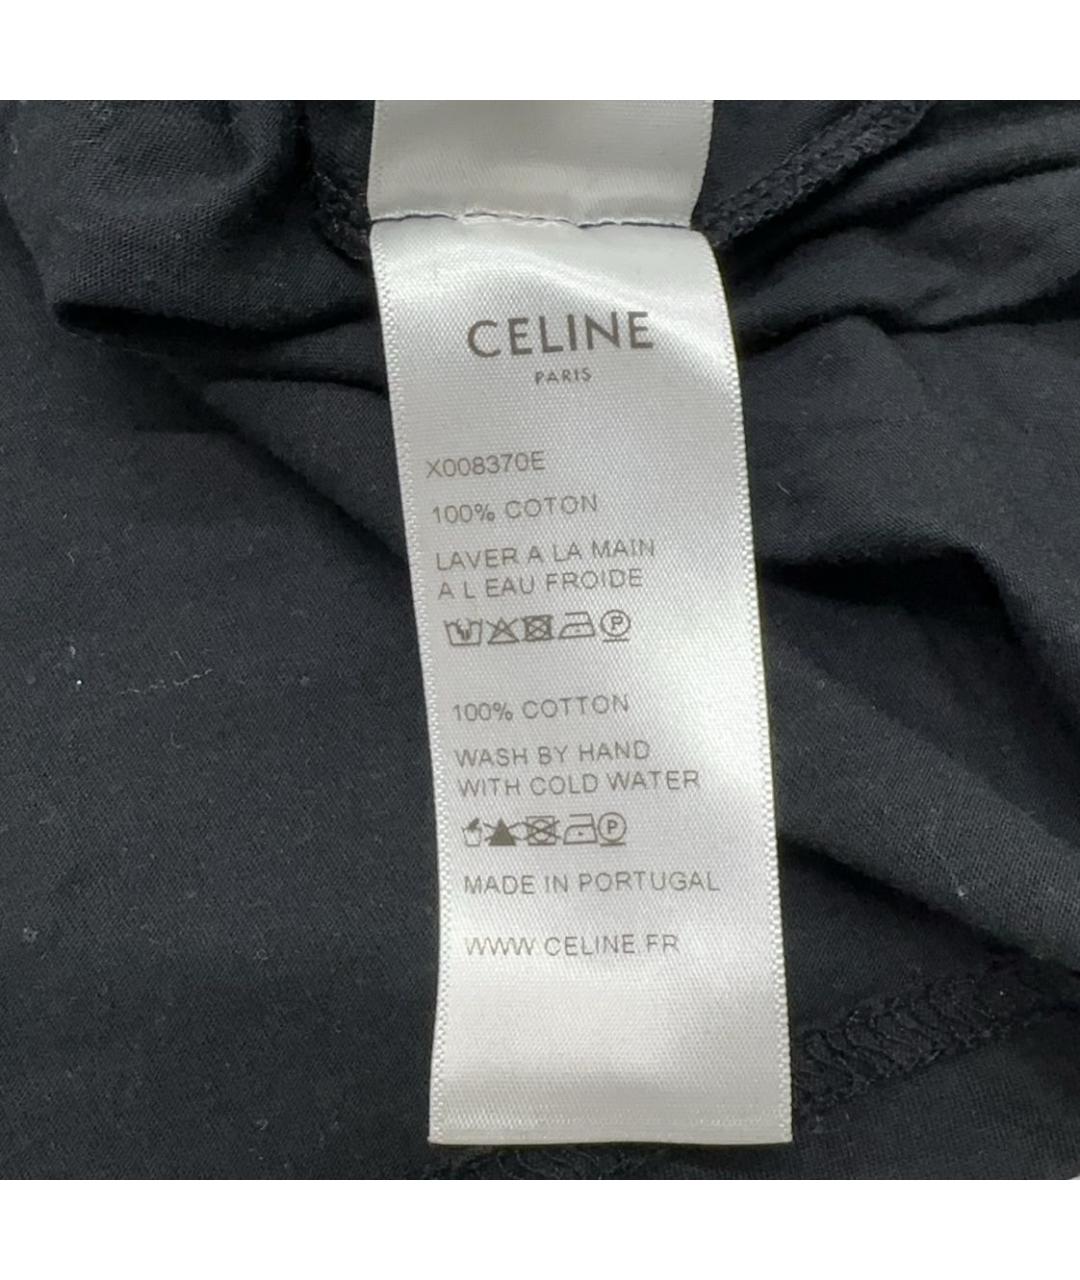 CELINE
PARIS
X008370E
100% COTON
LAVER A LA MAIN
A L EAU FROIDE
P
100% COTTON
WASH BY HAND
WITH COLD WATER
P
MADE IN PORTUGAL
WWW.CELINE.FR